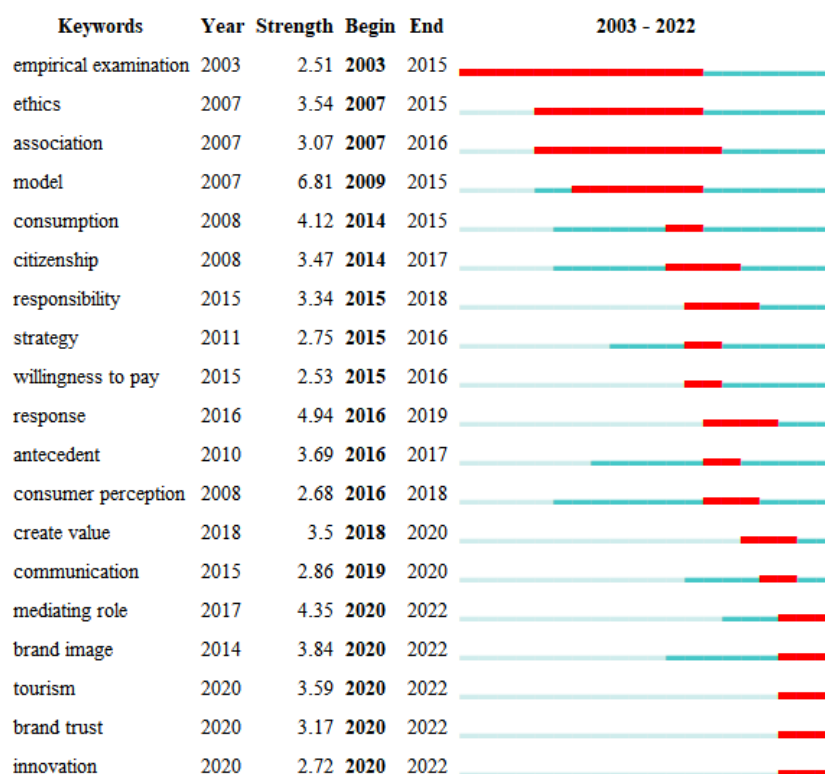 Keywords Year Strength Begin End 2003 - 2022
empirical examination 2003 2.51 2003 2015
ethics 2007 3.54 2007 2015
association 2007 3.07 2007 2016
model 2007 6.81 2009 2015
consumption 2008 4.12 2014 2015
citizenship 2008 3.47 2014 2017
responsibility 2015 3.34 2015 2018
strategy 2011 2.75 2015 2016
willingness to pay 2015 2.53 2015 2016
response 2016 4.94 2016 2019
antecedent 2010 3.69 2016 2017
consumer perception 2008 2.68 2016 2018
create value 2018 3.5 2018 2020
communication 2015 2.86 2019 2020
mediating role 2017 4.35 2020 2022
brand image 2014 3.84 2020 2022
tourism 2020 3.59 2020 2022
brand trust 2020 3.17 2020 2022
innovation 2020 2.72 2020 2022